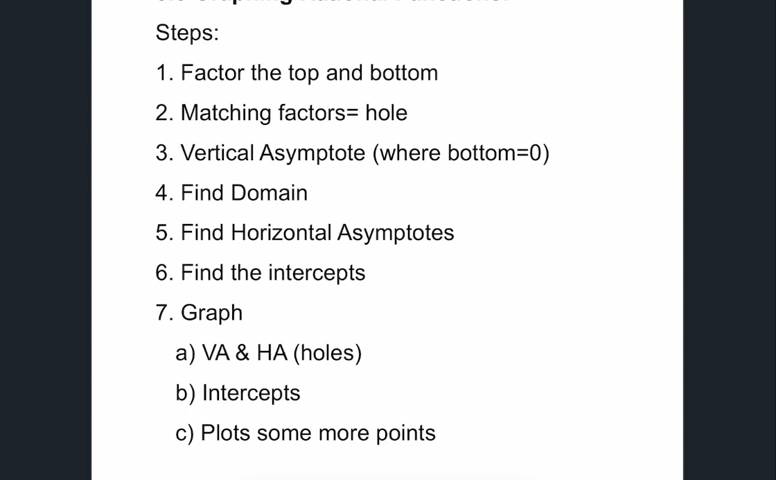 Steps:
1. Factor the top and bottom
2. Matching factors= hole
3. Vertical Asymptote (where bottom=0)
4. Find Domain
5. Find Horizontal Asymptotes
6. Find the intercepts
7. Graph
a) VA & HA (holes)
b) Intercepts
c) Plots some more points